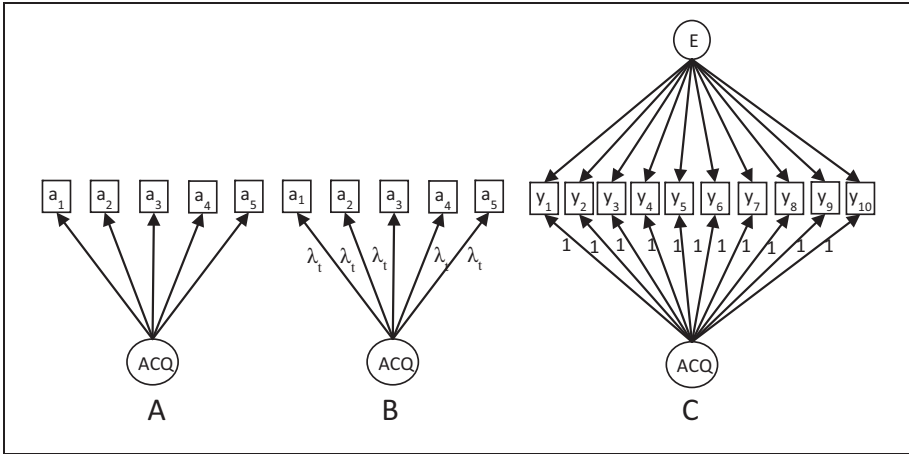 E
a₁ a₂ a₃ a₄ a₅ a₁ a₂ a₃ a₄ a₅ y₁ y₂ y₃ y₄ y₅ y₆ y₇ y₈ y₉ y₁₀
λₜ λₜ λₜ λₜ λₜ 1 1 1 1 1 1 1 1 1 1
ACQ ACQ ACQ
A B C